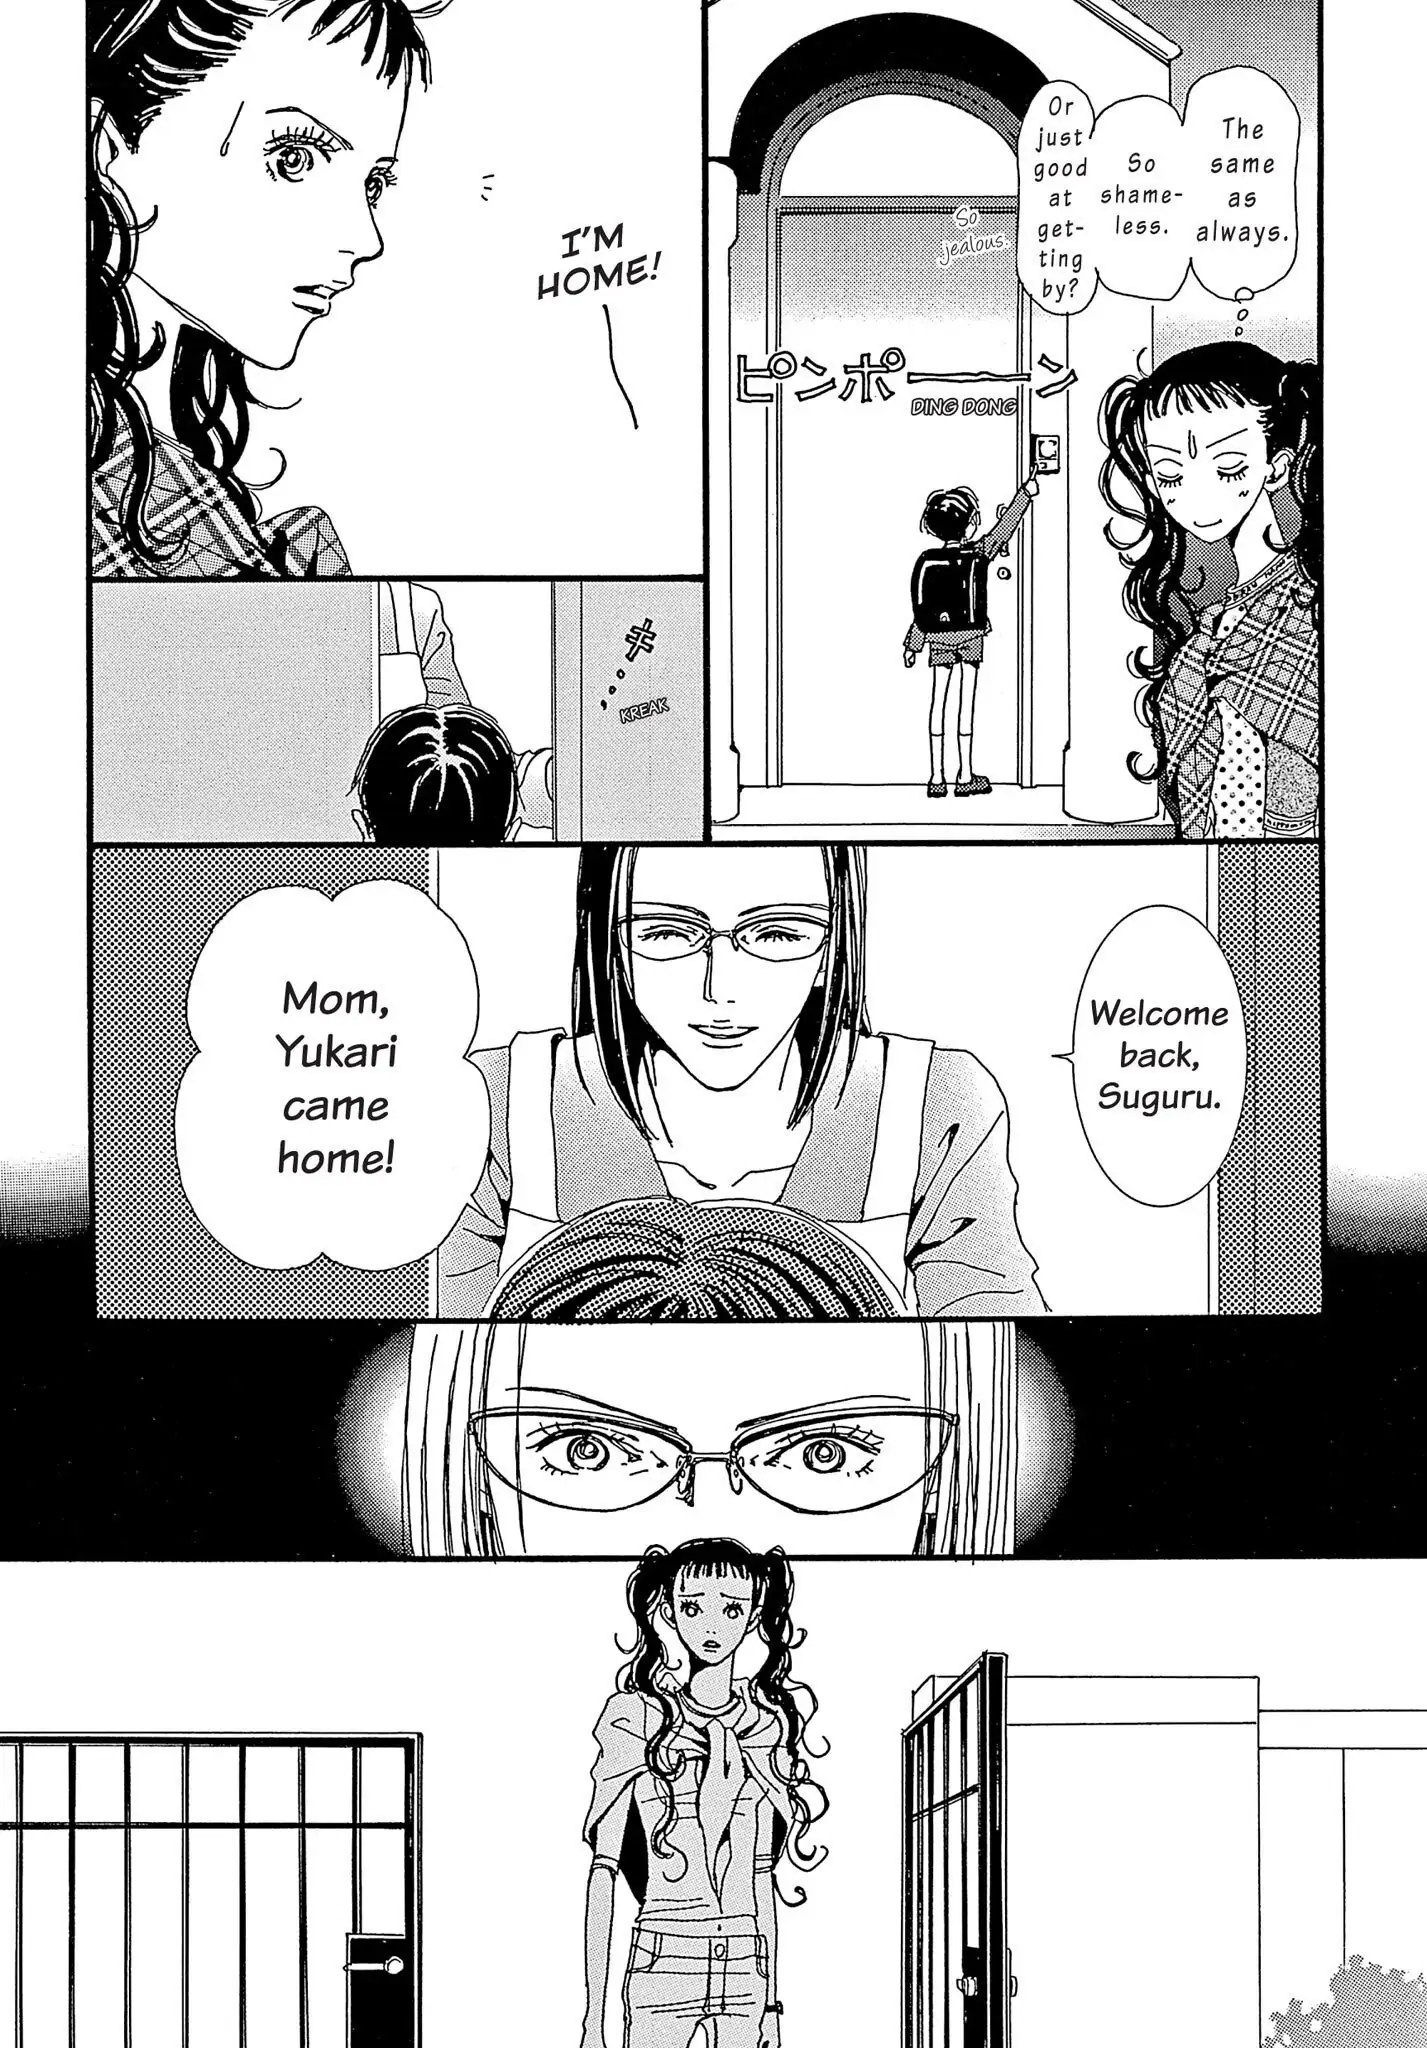 The
same
as
always.
So
shame-
less.
Or
just
good
at
get-
ting
by?
So
jealous.
ピンポーーン
DING DONG
I'M
HOME!
キ
KREAK
Welcome
back,
Suguru.
Mom,
Yukari
came
home!